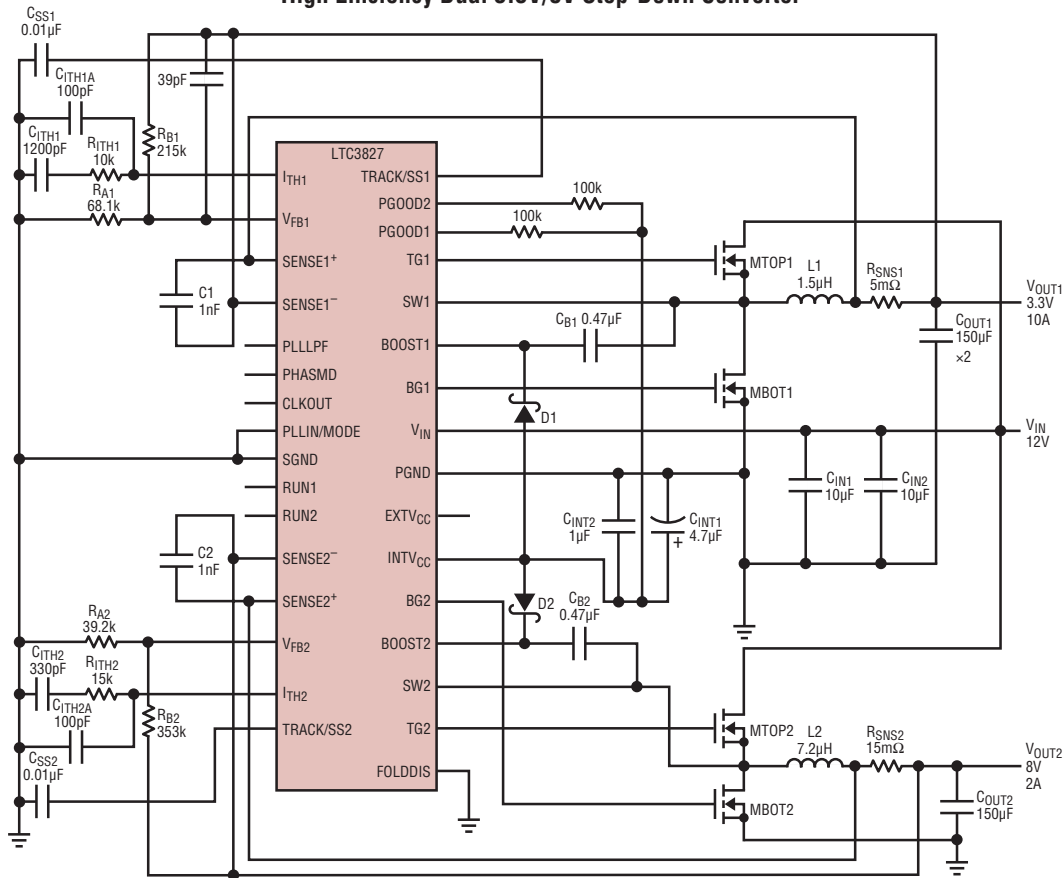 High Efficiency Dual 3.3V/8V Step-Down Converter
CSS1
0.01µF
CITH1A
100pF
39pF
CITH1
1200pF
RITH1
10k
RB1
215k
RA1
68.1k
LTC3827
ITH1
VFB1
SENSE1+
SENSE1–
PLLLPF
PHASMD
CLKOUT
PLLIN/MODE
SGND
RUN1
RUN2
SENSE2–
SENSE2+
VFB2
ITH2
TRACK/SS2
TRACK/SS1
PGOOD2
PGOOD1
TG1
SW1
BOOST1
BG1
VIN
PGND
EXTVCC
INTVCC
BG2
BOOST2
SW2
TG2
FOLDDIS
C1
1nF
C2
1nF
RA2
39.2k
CITH2
330pF
RITH2
15k
CITH2A
100pF
RB2
353k
CSS2
0.01µF
100k
100k
MTOP1
L1
1.5µH
RSNS1
5mΩ
VOUT1
3.3V
10A
CB1 0.47µF
COUT1
150µF
×2
MBOT1
D1
VIN
12V
CIN1
10µF
CIN2
10µF
CINT2
1µF
CINT1
4.7µF
+
D2
CB2
0.47µF
MTOP2
L2
7.2µH
RSNS2
15mΩ
VOUT2
8V
2A
MBOT2
COUT2
150µF